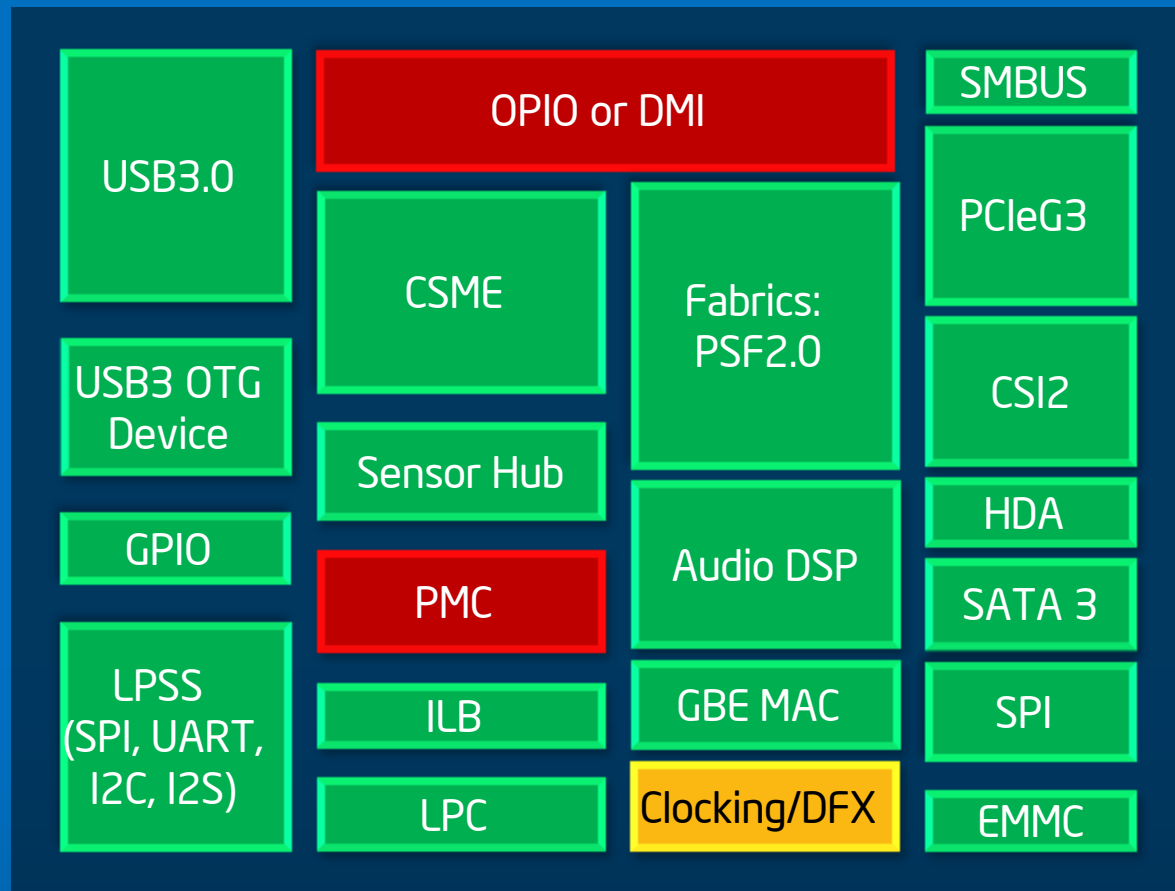 USB3.0
USB3 OTG
Device
GPIO
LPSS
(SPI, UART,
I2C, I2S)
OPIO or DMI
CSME
Sensor Hub
PMC
ILB
LPC
Fabrics:
PSF2.0
Audio DSP
GBE MAC
Clocking/DFX
SMBUS
PCIeG3
CSI2
HDA
SATA 3
SPI
EMMC